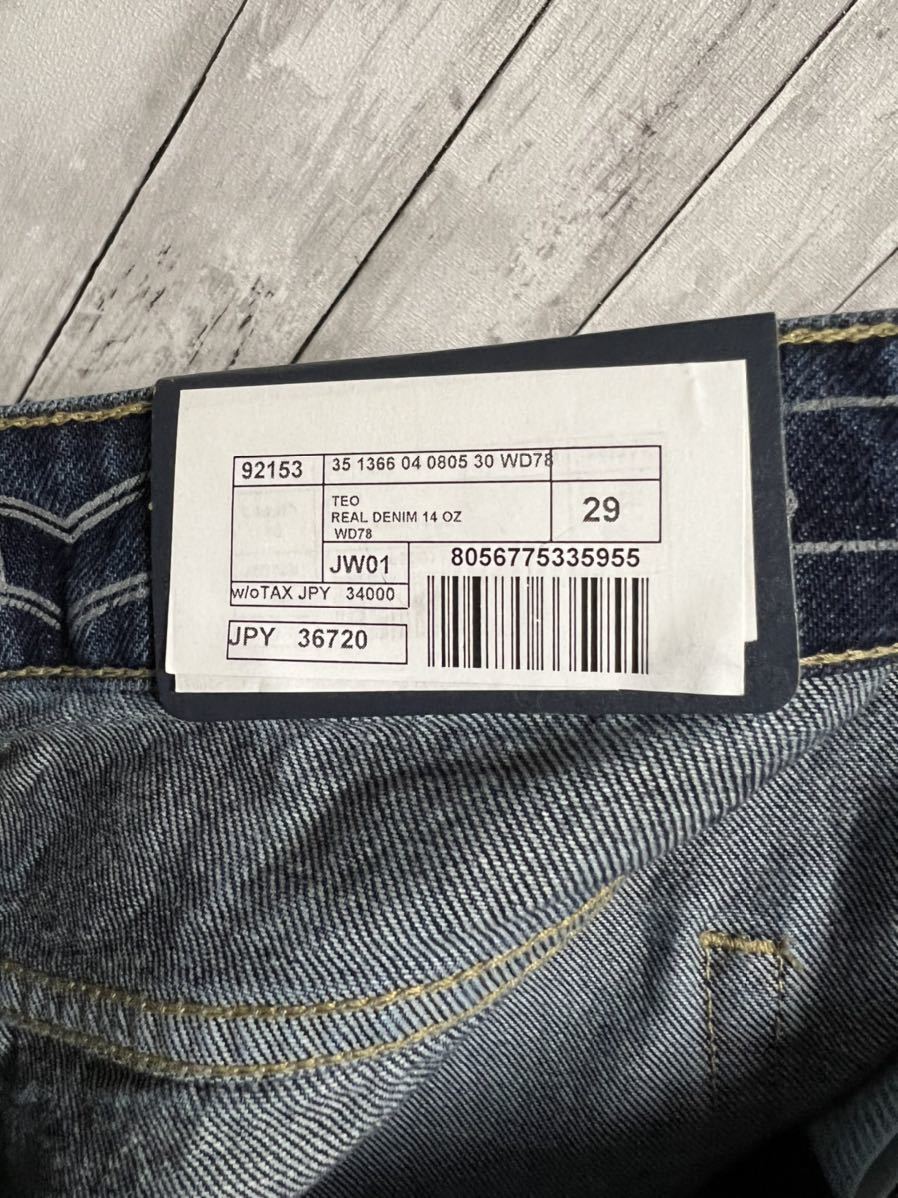 92153
35 1366 04 0805 30 WD78
TEO
REAL DENIM 14 OZ
WD78
29
JW01
8056775335955
w/oTAX JPY 34000
JPY 36720